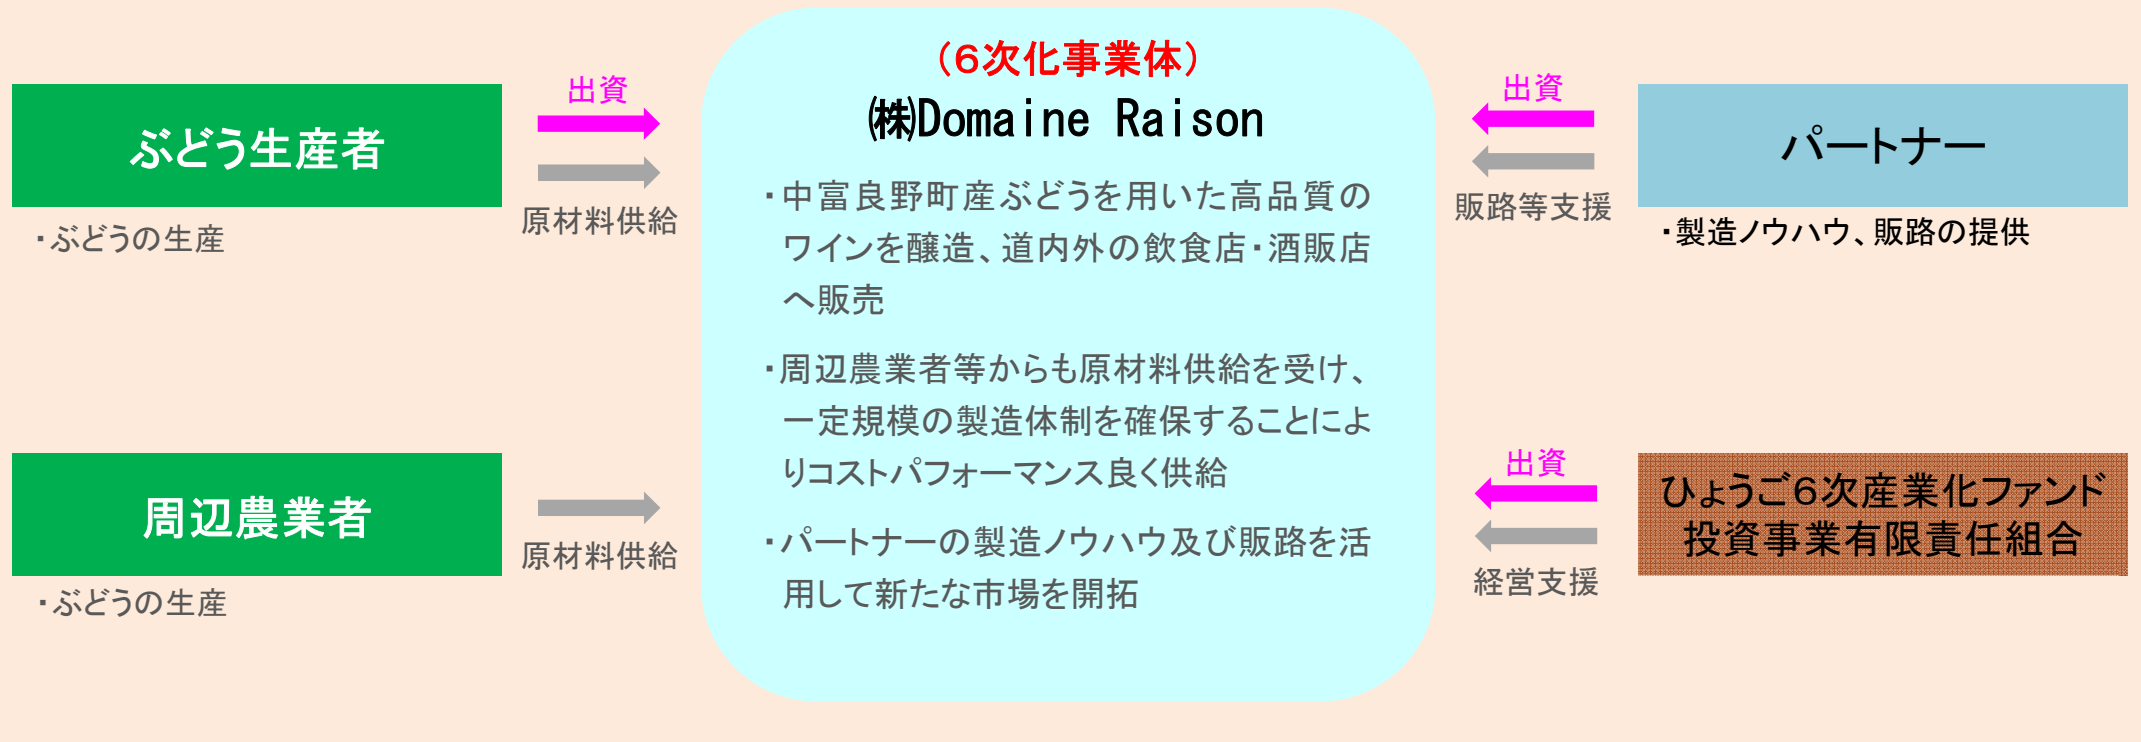 ぶどう生産者
・ぶどうの生産
出資
原材料供給
周辺農業者
・ぶどうの生産
原材料供給
（６次化事業体）
㈱Domaine Raison
・中富良野町産ぶどうを用いた高品質の
ワインを醸造、道内外の飲食店・酒販店
へ販売
・周辺農業者等からも原材料供給を受け、
一定規模の製造体制を確保することによ
りコストパフォーマンス良く供給
・パートナーの製造ノウハウ及び販路を活
用して新たな市場を開拓
出資
販路等支援
パートナー
・製造ノウハウ、販路の提供
出資
経営支援
ひょうご６次産業化ファンド
投資事業有限責任組合